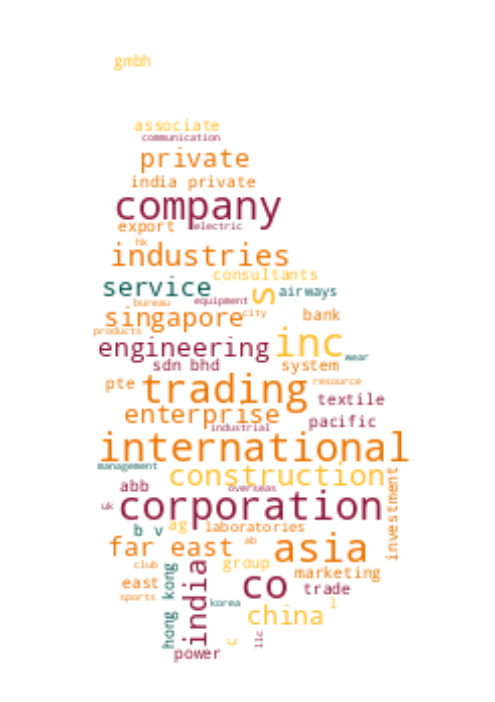 gmbh
associate
communication
private
india private
company
export electric
hk
industries
consultants
service s airways
bureau equipment
singapore city bank
products
engineering inc
wear
sdn bhd system
pte trading resource
textile
enterprise pacific
industrial
international
management
construction
abb overseas investment
uk corporation
b v ag laboratories
far east ab asia
club group
hong kong india marketing
east co trade
sports korea l
china
c llc
power